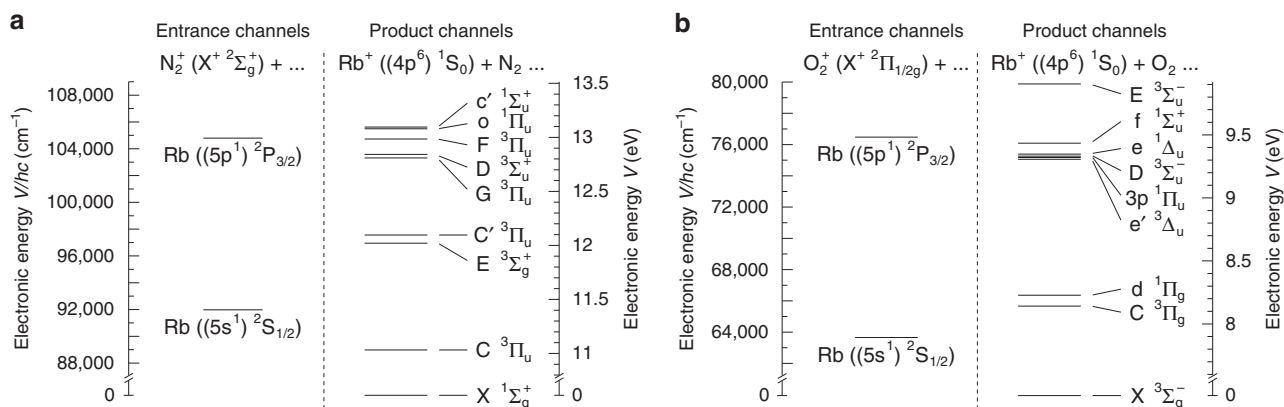 a
Entrance channels
Product channels
N₂⁺ (X⁺ ²Σg⁺) + ...
Rb⁺ ((4p⁶) ¹S₀) + N₂ ...
Electronic energy V/hc (cm⁻¹)
108,000
104,000
100,000
96,000
92,000
88,000
0
Rb ((5p¹) ²P₃/₂)
Rb ((5s¹) ²S₁/₂)
c′ ¹Σu⁺
o ¹Πu
F ³Πu
D ³Σu⁺
G ³Πu
C′ ³Πu
E ³Σg⁺
C ³Πu
X ¹Σg⁺
13.5
13
12.5
12
11.5
11
0
Electronic energy V (eV)
b
Entrance channels
Product channels
O₂⁺ (X⁺ ²Π₁/₂g) + ...
Rb⁺ ((4p⁶) ¹S₀) + O₂ ...
Electronic energy V/hc (cm⁻¹)
80,000
76,000
72,000
68,000
64,000
0
Rb ((5p¹) ²P₃/₂)
Rb ((5s¹) ²S₁/₂)
E ³Σu⁻
f ¹Σu⁺
e ¹Δu
D ³Σu⁻
3p ¹Πu
e′ ³Δu
d ¹Πg
C ³Πg
X ³Σg⁻
9.5
9
8.5
8
0
Electronic energy V (eV)